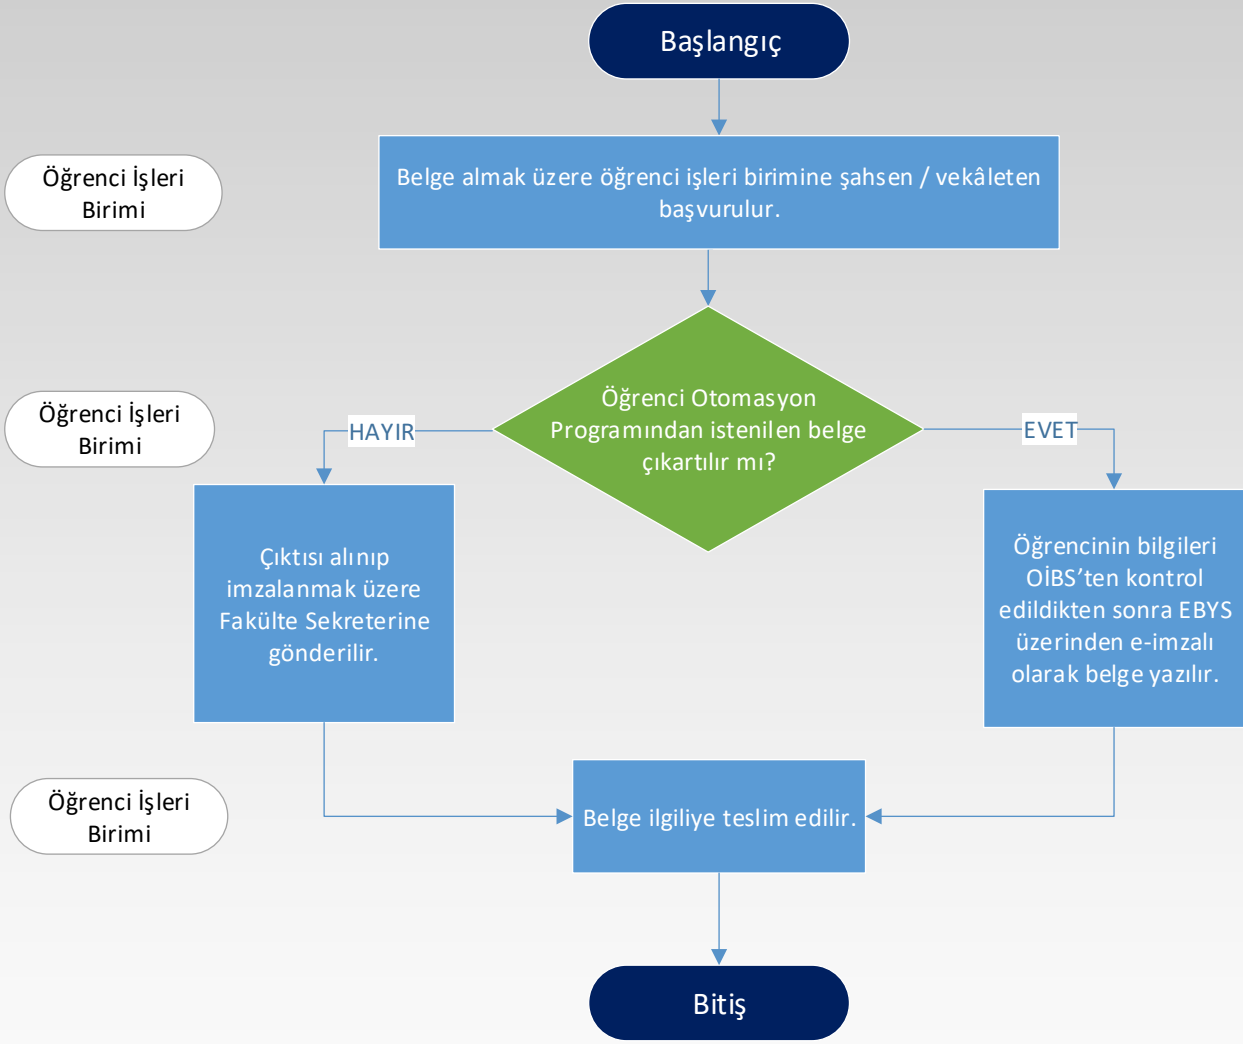 Başlangıç
Öğrenci İşleri
Birimi
Belge almak üzere öğrenci işleri birimine şahsen / vekâleten
başvurulur.
Öğrenci İşleri
Birimi
Öğrenci Otomasyon
Programından istenilen belge
çıkartılır mı?
HAYIR
EVET
Çıktısı alınıp
imzalanmak üzere
Fakülte Sekreterine
gönderilir.
Öğrencinin bilgileri
OİBS’ten kontrol
edildikten sonra EBYS
üzerinden e-imzalı
olarak belge yazılır.
Öğrenci İşleri
Birimi
Belge ilgiliye teslim edilir.
Bitiş